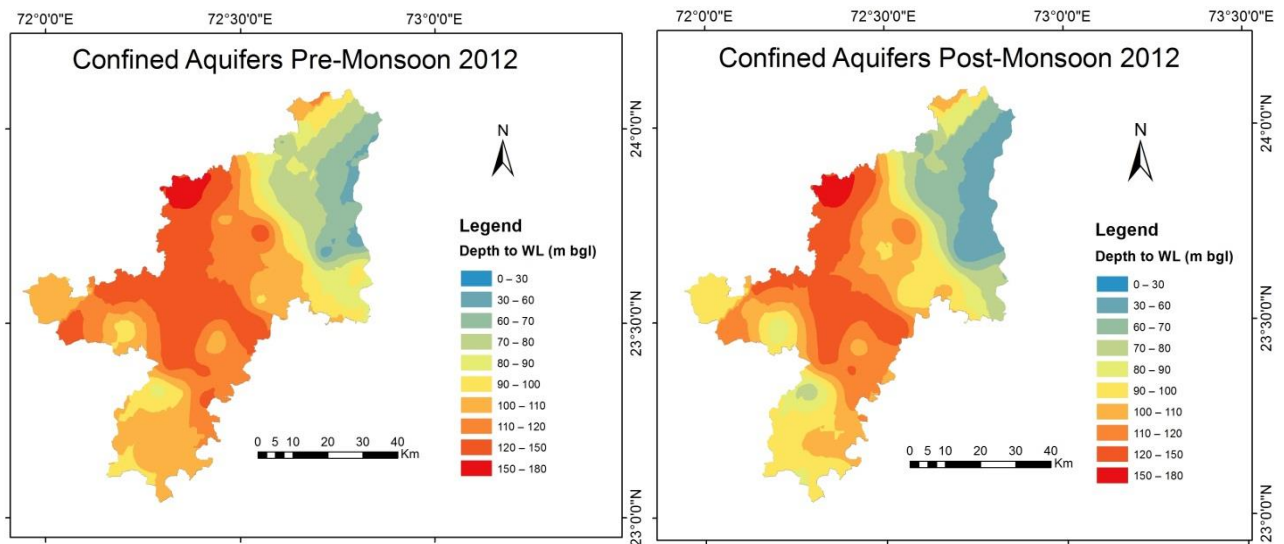 72°0'0"E 72°30'0"E 73°0'0"E
Confined Aquifers Pre-Monsoon 2012
N
24°0'0"N
23°30'0"N
23°0'0"N
Legend
Depth to WL (m bgl)
0 – 30
30 – 60
60 – 70
70 – 80
80 – 90
90 – 100
100 – 110
110 – 120
120 – 150
150 – 180
0 5 10 20 30 40
Km
72°0'0"E 72°30'0"E 73°0'0"E 73°30'0"E
Confined Aquifers Post-Monsoon 2012
N
24°0'0"N
23°30'0"N
23°0'0"N
Legend
Depth to WL (m bgl)
0 – 30
30 – 60
60 – 70
70 – 80
80 – 90
90 – 100
100 – 110
110 – 120
120 – 150
150 – 180
0 5 10 20 30 40
Km